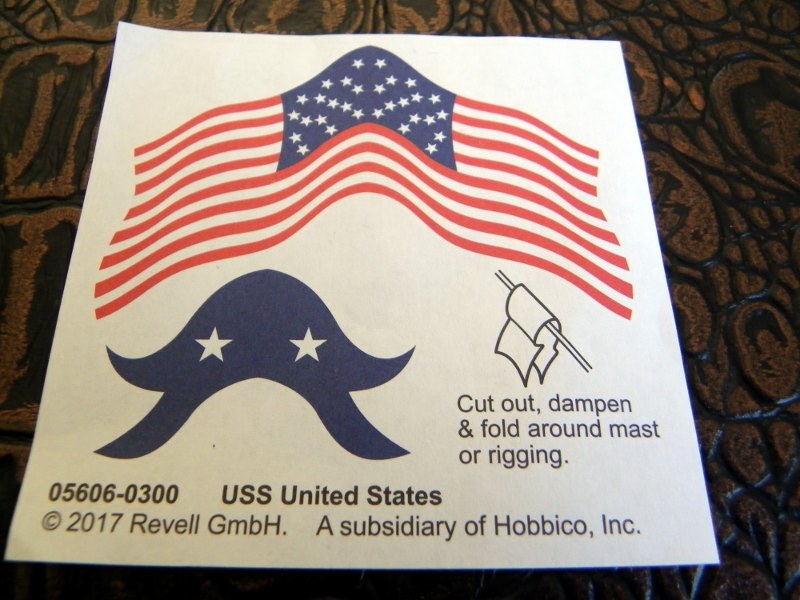 Cut out, dampen
& fold around mast
or rigging.
05606-0300 USS United States
© 2017 Revell GmbH. A subsidiary of Hobbico, Inc.